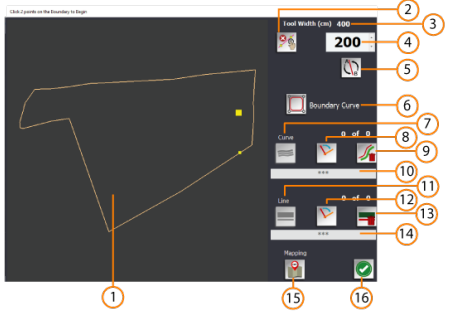 Click 2 points on the Boundary to Begin
Tool Width (cm) 400
200
Boundary Curve
0 of 0
Curve
0 of 0
Line
Mapping
1
2
3
4
5
6
7
8
9
10
11
12
13
14
15
16